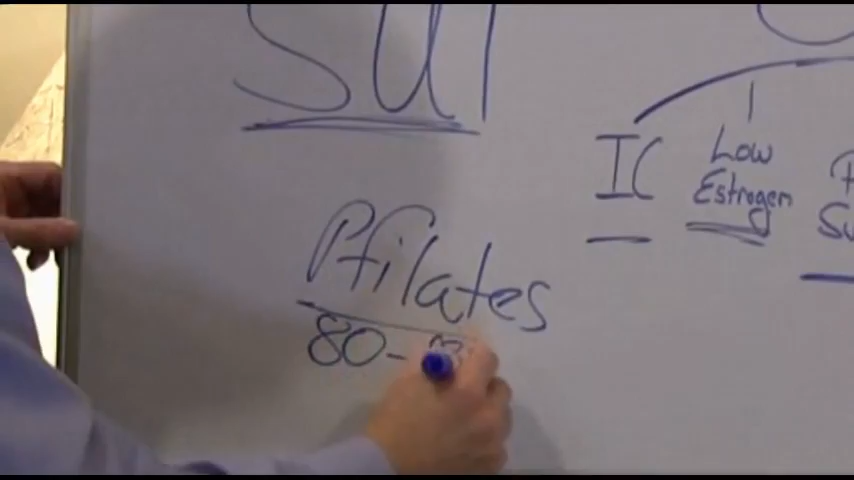 SUI
IC
Low
Estrogen
Pfilates
80-